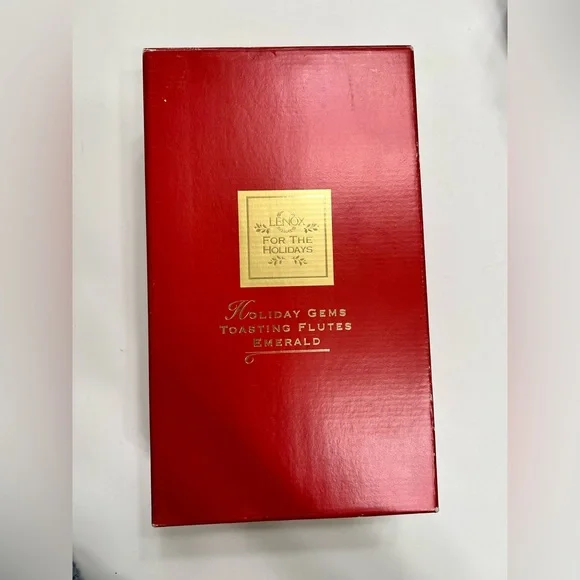 LENOX
FOR THE
HOLIDAYS
HOLIDAY GEMS
TOASTING FLUTES
EMERALD